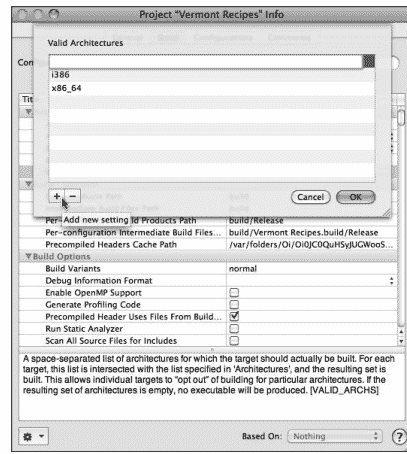 Project "Vermont Recipes" Info
Valid Architectures
Con
i386
x86_64
Tit
+ −
Cancel OK
Add new setting
Per- ld Products Path build/Release
Per-configuration Intermediate Build Files... build/Vermont Recipes.build/Release
Precompiled Headers Cache Path /var/folders/Oi/Oi0JC0QuHSyJUGWooS...
Build Options
Build Variants normal
Debug Information Format
Enable OpenMP Support
Generate Profiling Code
Precompiled Header Uses Files From Build...
Run Static Analyzer
Scan All Source Files for Includes
A space-separated list of architectures for which the target should actually be built. For each
target, this list is intersected with the list specified in 'Architectures', and the resulting set is
built. This allows individual targets to "opt out" of building for particular architectures. If the
resulting set of architectures is empty, no executable will be produced. [VALID_ARCHS]
Based On: Nothing ?